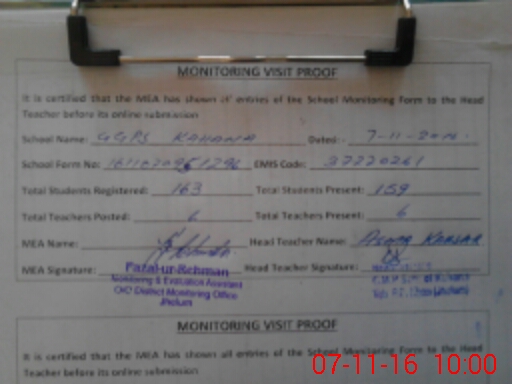 MONITORING VISIT PROOF
It is certified that the MEA has shown all entries of the School Monitoring Form to the Head
Teacher before its online submission
School Name: GGPS KAHANA Dated:- 7-11-2016
School Form No: EMIS Code: 37220261
Total Students Registered: 163 Total Students Present: 159
Total Teachers Posted: 6 Total Teachers Present: 6
MEA Name: Head Teacher Name: KAUSAR
MEA Signature: Head Teacher Signature:
Fazal-ur-Rehman
Monitoring & Evaluation Assistant
O/O District Monitoring Office
Jhelum
MONITORING VISIT PROOF
It is certified that the MEA has shown all entries of the School Monitoring Form to the Head
Teacher before its online submission
07-11-16 10:00